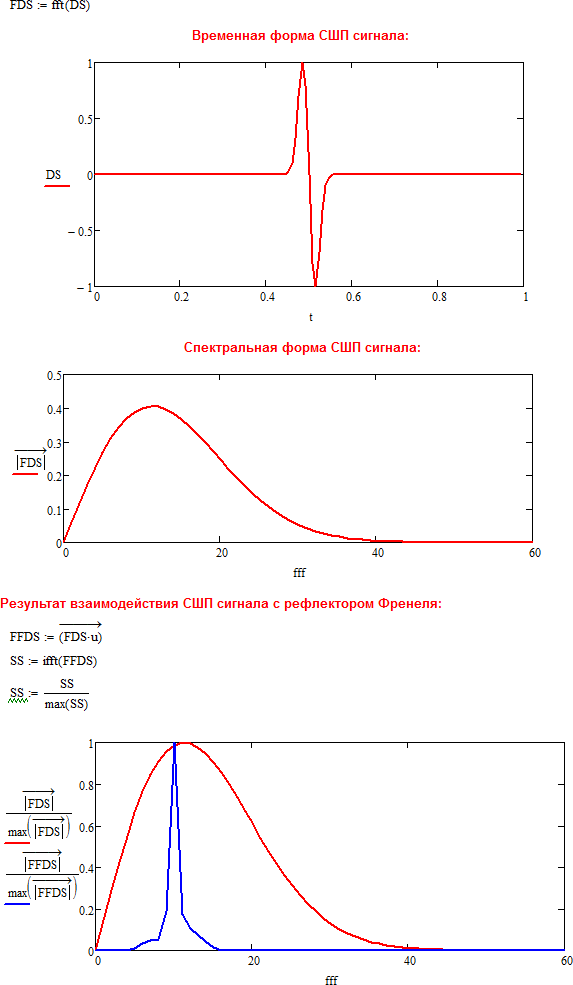 FDS := fft(DS)
Временная форма СШП сигнала:
1
0.5
DS
0
− 0.5
− 1
0 0.2 0.4 0.6 0.8 1
t
Спектральная форма СШП сигнала:
0.5
0.4
0.3
|FDS|
0.2
0.1
0
0 20 40 60
fff
Результат взаимодействия СШП сигнала с рефлектором Френеля:
FFDS := (FDS·u)
SS := ifft(FFDS)
SS := SS / max(SS)
1
0.8
|FDS|
max(|FDS|)
0.6
|FFDS|
0.4
max(|FFDS|)
0.2
0
0 20 40 60
fff